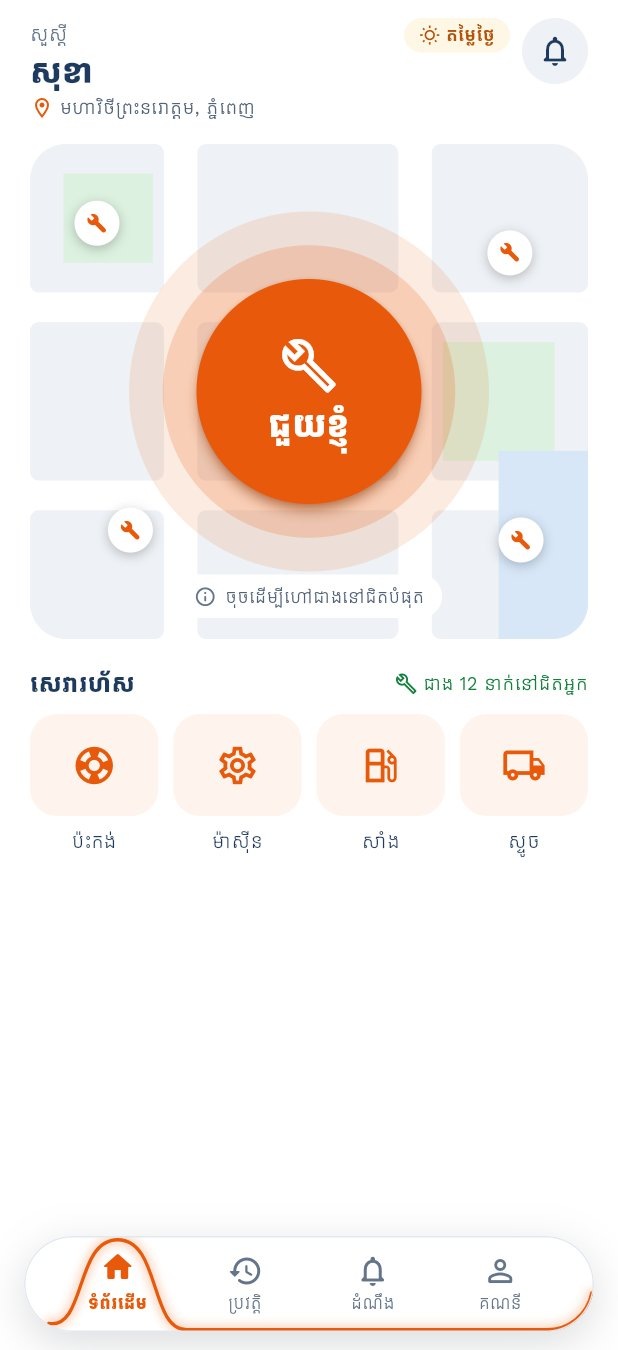 សួស្តី
តម្លៃថ្ងៃ
សុខា
មហាវិថីព្រះនរោត្តម, ភ្នំពេញ
ជួយខ្ញុំ
ចុចដើម្បីហៅជាងនៅជិតបំផុត
សេវារហ័ស
ជាង 12 នាក់នៅជិតអ្នក
ប៉ះកង់
ម៉ាស៊ីន
សាំង
ស្ទូច
ទំព័រដើម
ប្រវត្តិ
ដំណឹង
គណនី